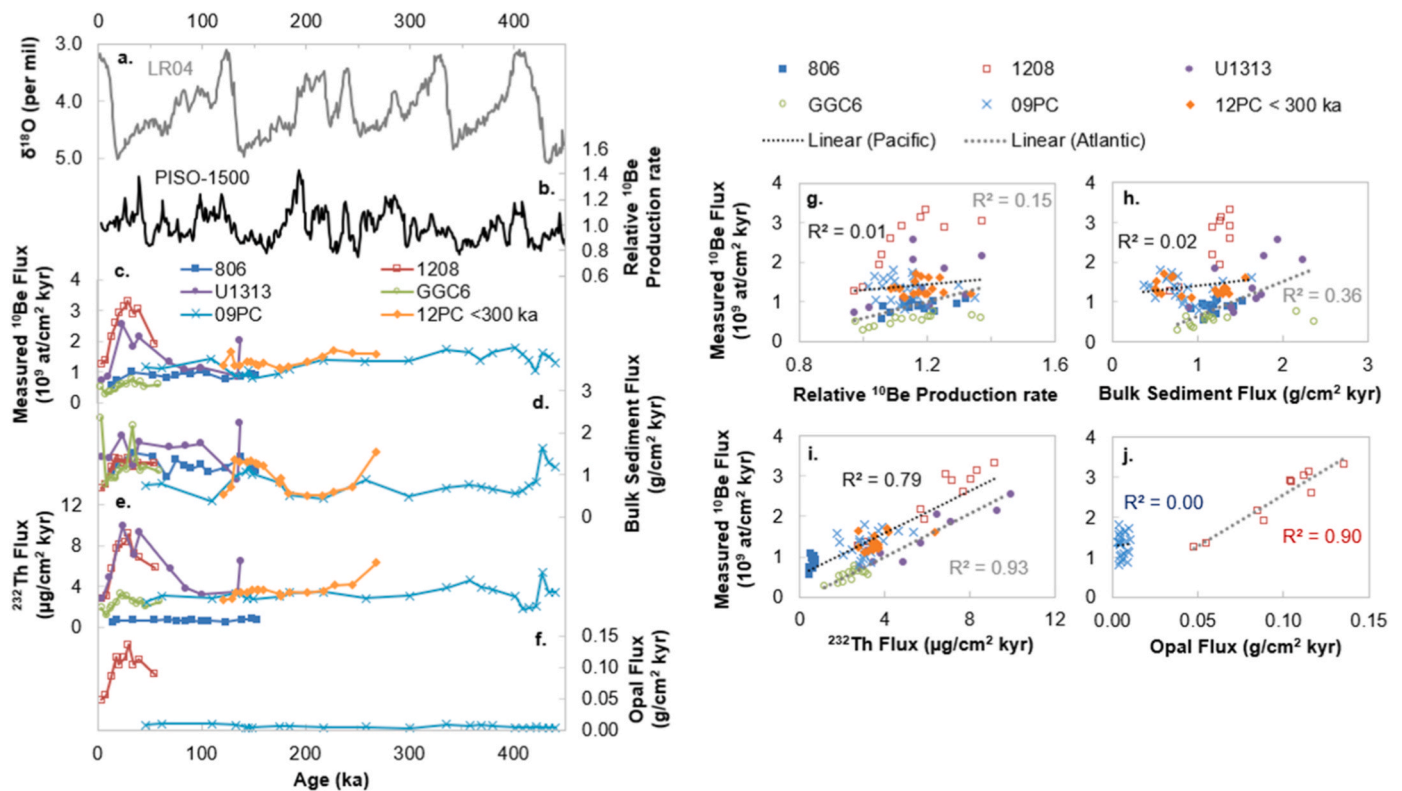 0 100 200 300 400
3.0
4.0
5.0
δ¹⁸O (per mil)
a.
LR04
1.6
1.4
1.2
1.0
0.8
0.6
Relative ¹⁰Be
Production rate
PISO-1500
b.
c.
806
1208
U1313
GGC6
09PC
12PC <300 ka
4
3
2
1
0
Measured ¹⁰Be Flux
(10⁹ at/cm² kyr)
d.
3
2
1
0
Bulk Sediment Flux
(g/cm² kyr)
e.
12
8
4
0
²³²Th Flux
(µg/cm² kyr)
f.
0.15
0.10
0.05
0.00
Opal Flux
(g/cm² kyr)
0 100 200 300 400
Age (ka)
806 1208 U1313
GGC6 09PC 12PC < 300 ka
Linear (Pacific) Linear (Atlantic)
g.
R² = 0.15
R² = 0.01
4
3
2
1
0
Measured ¹⁰Be Flux
(10⁹ at/cm² kyr)
0.8 1.2 1.6
Relative ¹⁰Be Production rate
h.
R² = 0.02
R² = 0.36
4
3
2
1
0
0 1 2 3
Bulk Sediment Flux (g/cm² kyr)
i.
R² = 0.79
R² = 0.93
4
3
2
1
0
Measured ¹⁰Be Flux
(10⁹ at/cm² kyr)
0 4 8 12
²³²Th Flux (µg/cm² kyr)
j.
R² = 0.00
R² = 0.90
4
3
2
1
0
0.00 0.05 0.10 0.15
Opal Flux (g/cm² kyr)